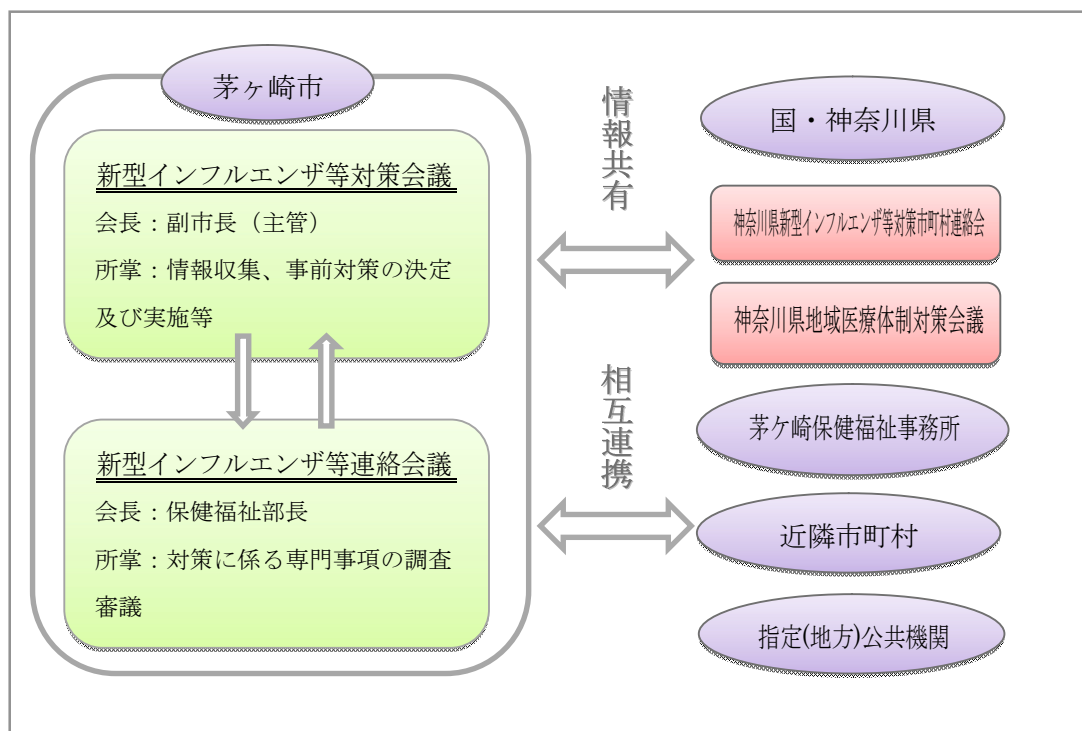 茅ヶ崎市
新型インフルエンザ等対策会議
会長：副市長（主管）
所掌：情報収集、事前対策の決定
及び実施等
新型インフルエンザ等連絡会議
会長：保健福祉部長
所掌：対策に係る専門事項の調査
審議
情報共有
相互連携
国・神奈川県
神奈川県新型インフルエンザ等対策市町村連絡会
神奈川県地域医療体制対策会議
茅ケ崎保健福祉事務所
近隣市町村
指定(地方)公共機関